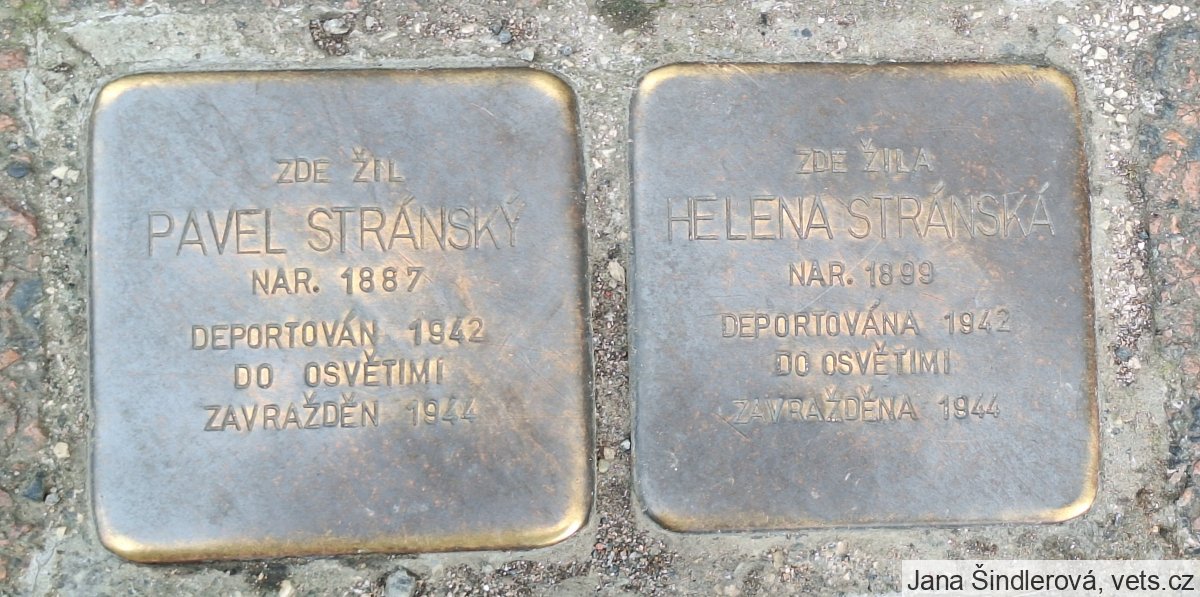 ZDE ŽIL
PAVEL STRÁNSKÝ
NAR. 1887
DEPORTOVÁN 1942
DO OSVĚTIMI
ZAVRAŽDĚN 1944
ZDE ŽILA
HELENA STRÁNSKÁ
NAR. 1899
DEPORTOVÁNA 1942
DO OSVĚTIMI
ZAVRAŽDĚNA 1944
Jana Šindlerová, vets.cz